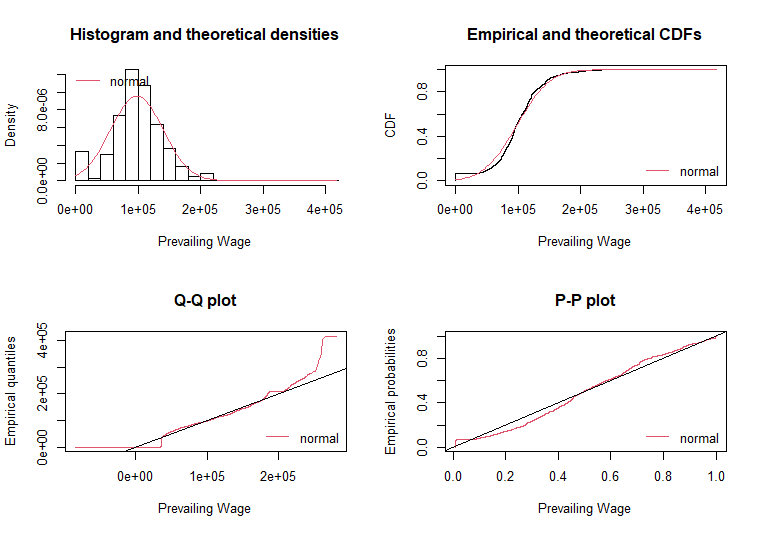 Histogram and theoretical densities
normal
Density
0.0e+00 8.0e-06
0e+00 1e+05 2e+05 3e+05 4e+05
Prevailing Wage
Empirical and theoretical CDFs
CDF
0.0 0.4 0.8
normal
0e+00 1e+05 2e+05 3e+05 4e+05
Prevailing Wage
Q-Q plot
Empirical quantiles
0e+00 2e+05 4e+05
normal
0e+00 1e+05 2e+05
Prevailing Wage
P-P plot
Empirical probabilities
0.0 0.4 0.8
normal
0.0 0.2 0.4 0.6 0.8 1.0
Prevailing Wage